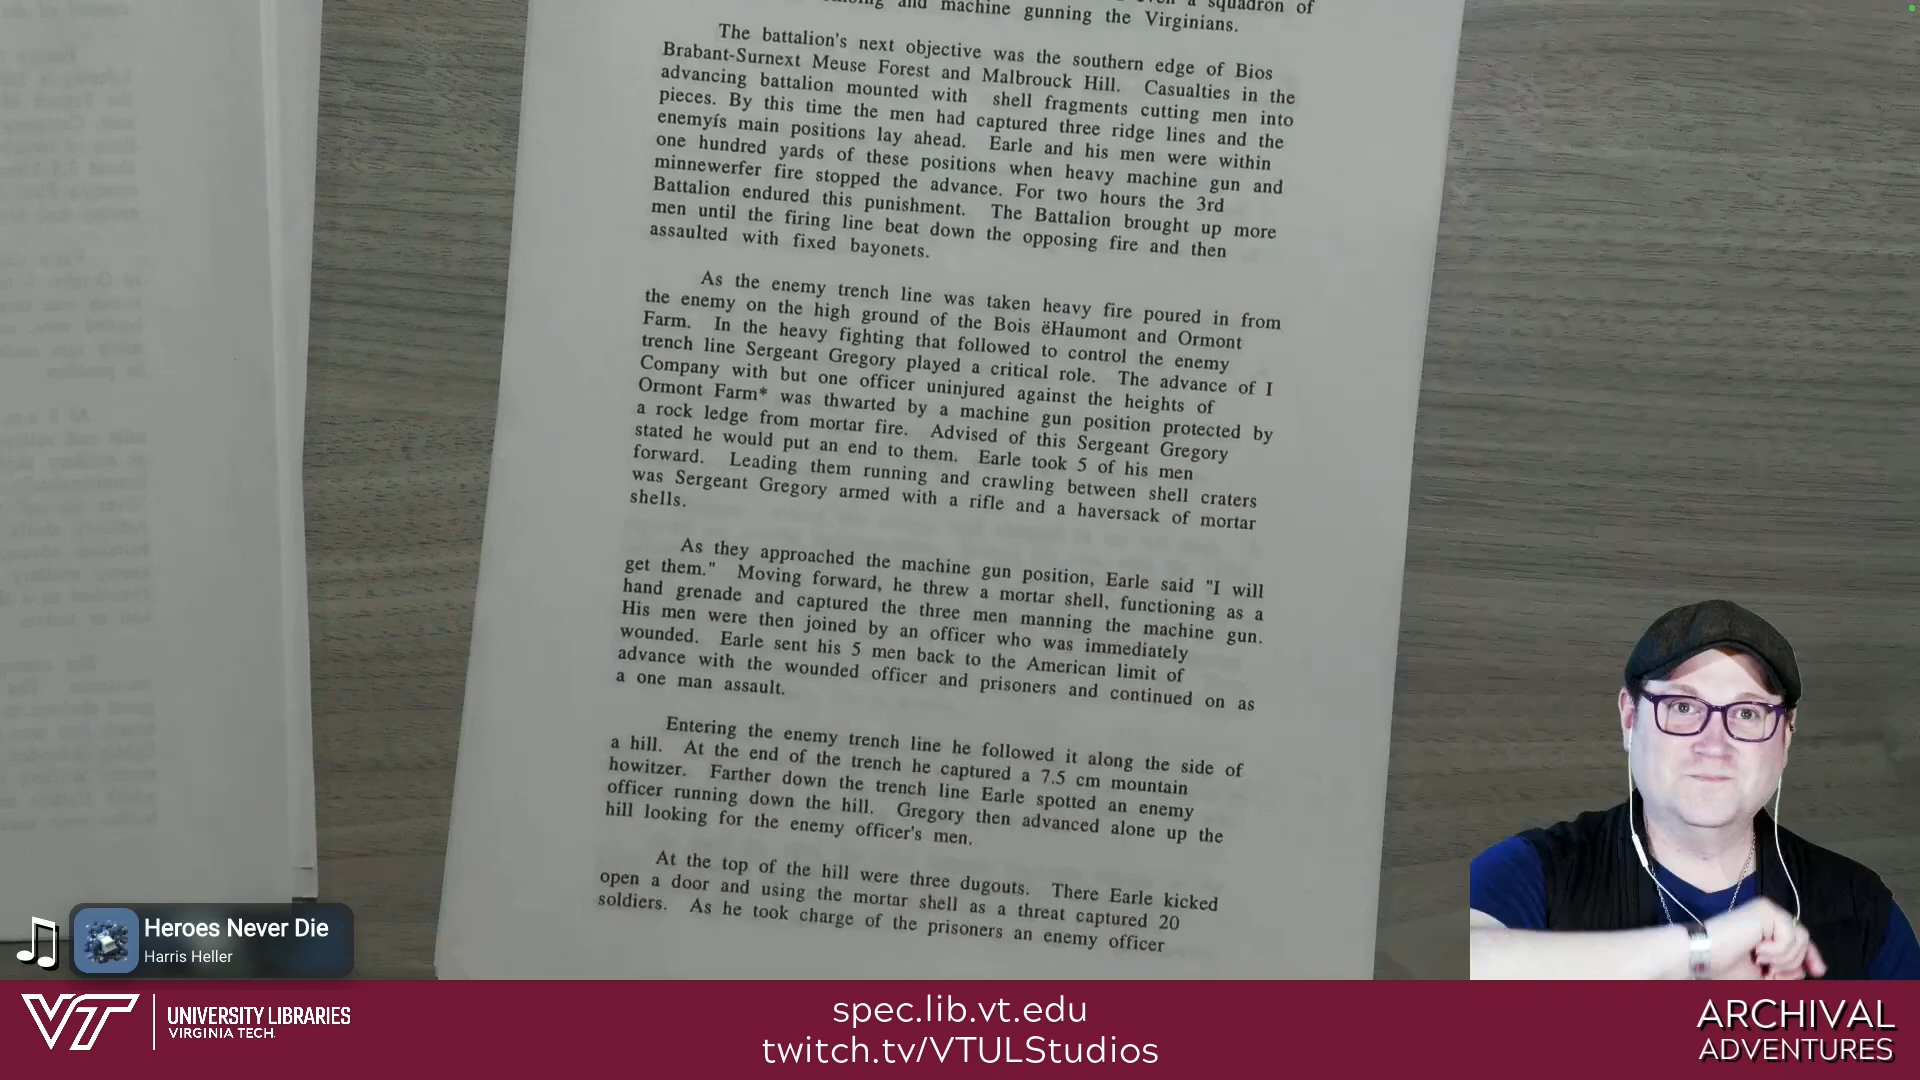 a squadron of
and machine gunning the Virginians.
The battalion's next objective was the southern edge of Bios
Brabant-Surnext Meuse Forest and Malbrouck Hill. Casualties in the
advancing battalion mounted with shell fragments cutting men into
pieces. By this time the men had captured three ridge lines and the
enemyís main positions lay ahead. Earle and his men were within
one hundred yards of these positions when heavy machine gun and
minnewerfer fire stopped the advance. For two hours the 3rd
Battalion endured this punishment. The Battalion brought up more
men until the firing line beat down the opposing fire and then
assaulted with fixed bayonets.
As the enemy trench line was taken heavy fire poured in from
the enemy on the high ground of the Bois ëHaumont and Ormont
Farm. In the heavy fighting that followed to control the enemy
trench line Sergeant Gregory played a critical role. The advance of I
Company with but one officer uninjured against the heights of
Ormont Farm* was thwarted by a machine gun position protected by
a rock ledge from mortar fire. Advised of this Sergeant Gregory
stated he would put an end to them. Earle took 5 of his men
forward. Leading them running and crawling between shell craters
was Sergeant Gregory armed with a rifle and a haversack of mortar
shells.
As they approached the machine gun position, Earle said "I will
get them." Moving forward, he threw a mortar shell, functioning as a
hand grenade and captured the three men manning the machine gun.
His men were then joined by an officer who was immediately
wounded. Earle sent his 5 men back to the American limit of
advance with the wounded officer and prisoners and continued on as
a one man assault.
Entering the enemy trench line he followed it along the side of
a hill. At the end of the trench he captured a 7.5 cm mountain
howitzer. Farther down the trench line Earle spotted an enemy
officer running down the hill. Gregory then advanced alone up the
hill looking for the enemy officer's men.
At the top of the hill were three dugouts. There Earle kicked
open a door and using the mortar shell as a threat captured 20
soldiers. As he took charge of the prisoners an enemy officer
Heroes Never Die
Harris Heller
VT
UNIVERSITY LIBRARIES
VIRGINIA TECH.
spec.lib.vt.edu
twitch.tv/VTULStudios
ARCHIVAL
ADVENTURES